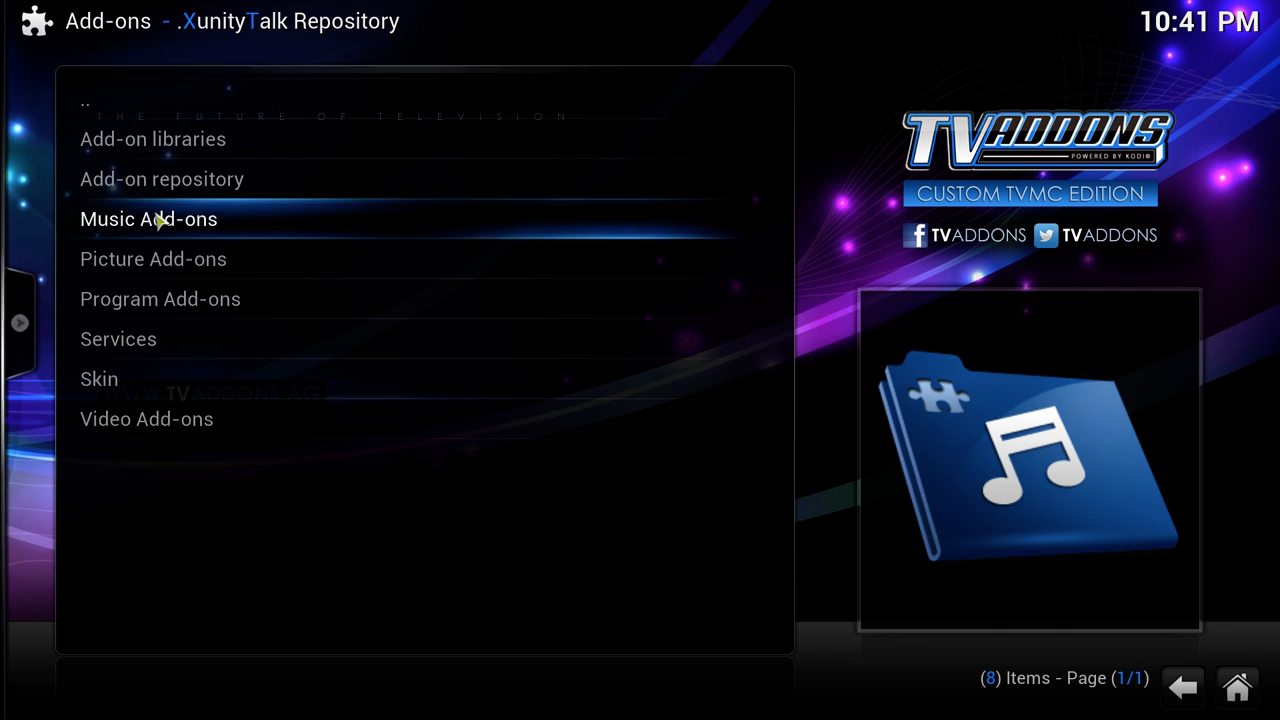 Add-ons - .XunityTalk Repository
10:41 PM
..
THE FUTURE OF TELEVISION
Add-on libraries
Add-on repository
Music Add-ons
Picture Add-ons
Program Add-ons
Services
Skin
WWW.TVADDONS.AG
Video Add-ons
TVADDONS
POWERED BY KODI®
CUSTOM TVMC EDITION
f TVADDONS TVADDONS
(8) Items - Page (1/1)